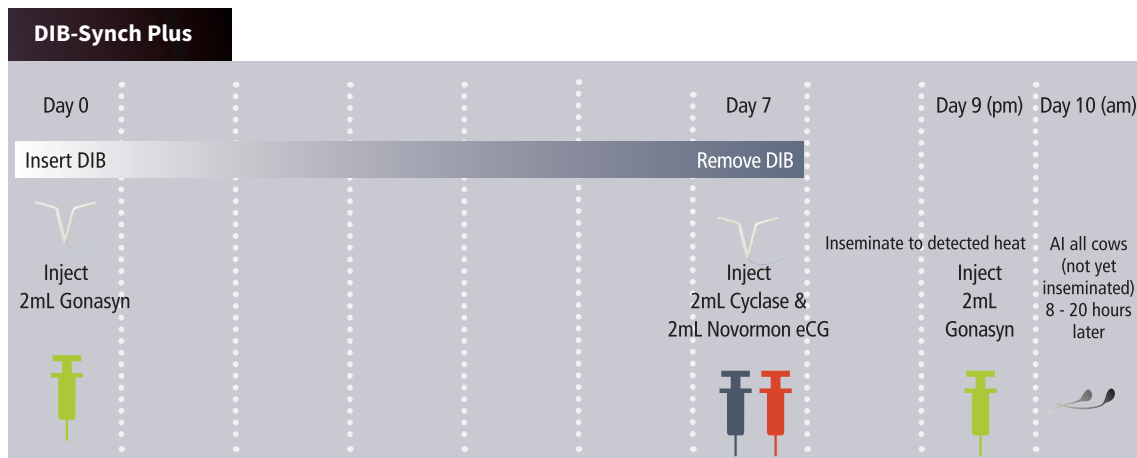 DIB-Synch Plus
Day 0
Day 7
Day 9 (pm)
Day 10 (am)
Insert DIB
Remove DIB
Inject
2mL Gonasyn
Inject
2mL Cyclase &
2mL Novormon eCG
Inseminate to detected heat
Inject
2mL
Gonasyn
AI all cows
(not yet
inseminated)
8 - 20 hours
later